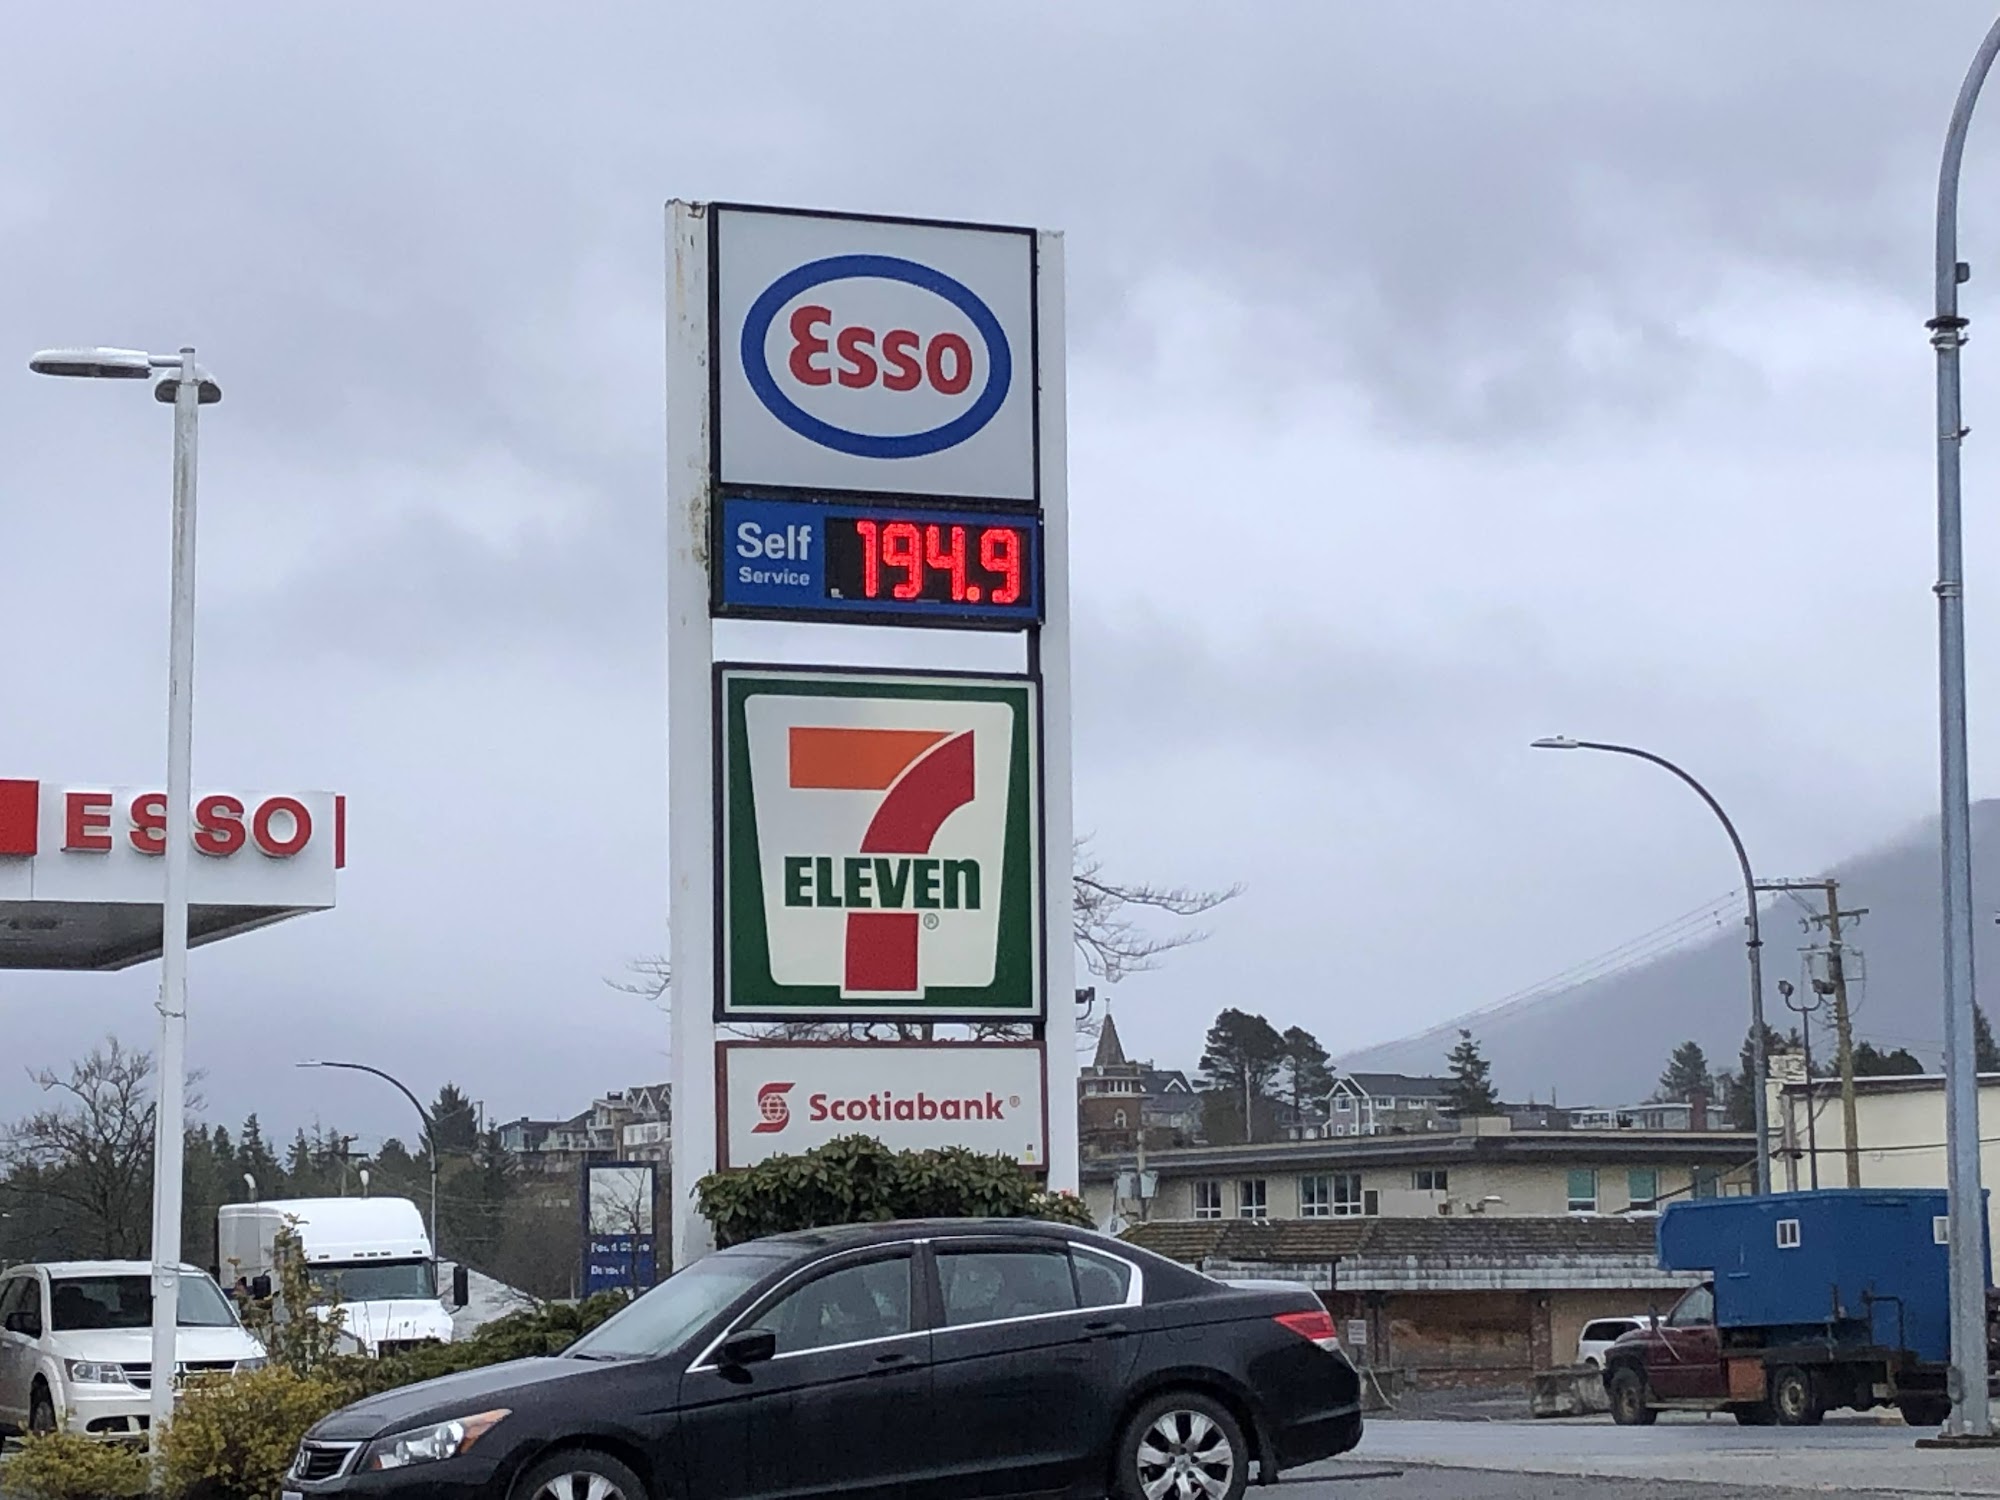 Esso
Self
Service
194.9
7
ELEVEn
®
Scotiabank®
ESSO